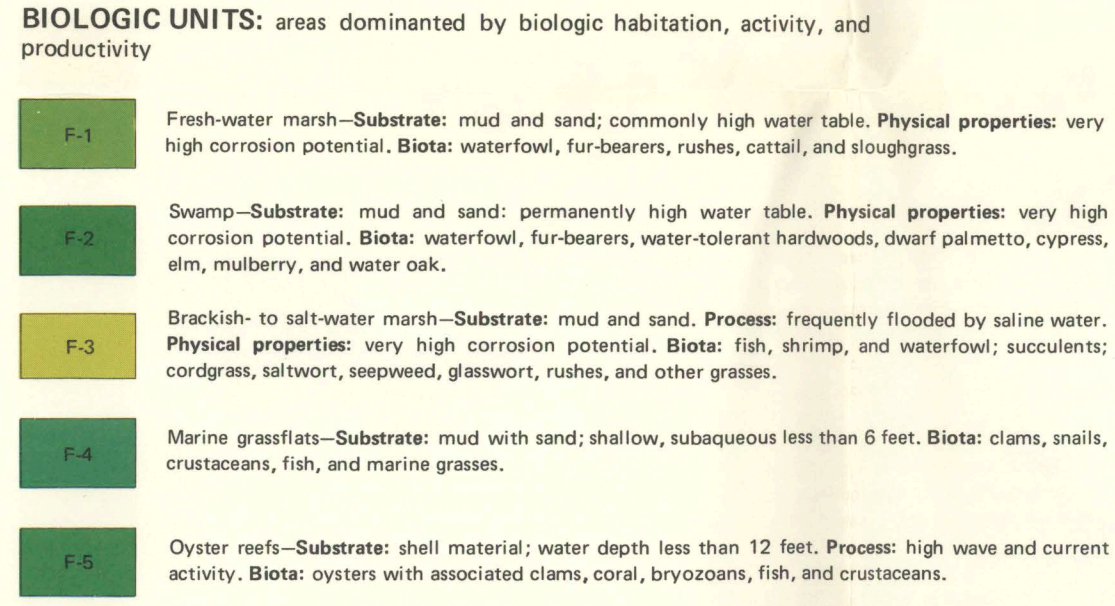 BIOLOGIC UNITS: areas dominanted by biologic habitation, activity, and
productivity
F-1
Fresh-water marsh—Substrate: mud and sand; commonly high water table. Physical properties: very
high corrosion potential. Biota: waterfowl, fur-bearers, rushes, cattail, and sloughgrass.
F-2
Swamp—Substrate: mud and sand: permanently high water table. Physical properties: very high
corrosion potential. Biota: waterfowl, fur-bearers, water-tolerant hardwoods, dwarf palmetto, cypress,
elm, mulberry, and water oak.
F-3
Brackish- to salt-water marsh—Substrate: mud and sand. Process: frequently flooded by saline water.
Physical properties: very high corrosion potential. Biota: fish, shrimp, and waterfowl; succulents;
cordgrass, saltwort, seepweed, glasswort, rushes, and other grasses.
F-4
Marine grassflats—Substrate: mud with sand; shallow, subaqueous less than 6 feet. Biota: clams, snails,
crustaceans, fish, and marine grasses.
F-5
Oyster reefs—Substrate: shell material; water depth less than 12 feet. Process: high wave and current
activity. Biota: oysters with associated clams, coral, bryozoans, fish, and crustaceans.